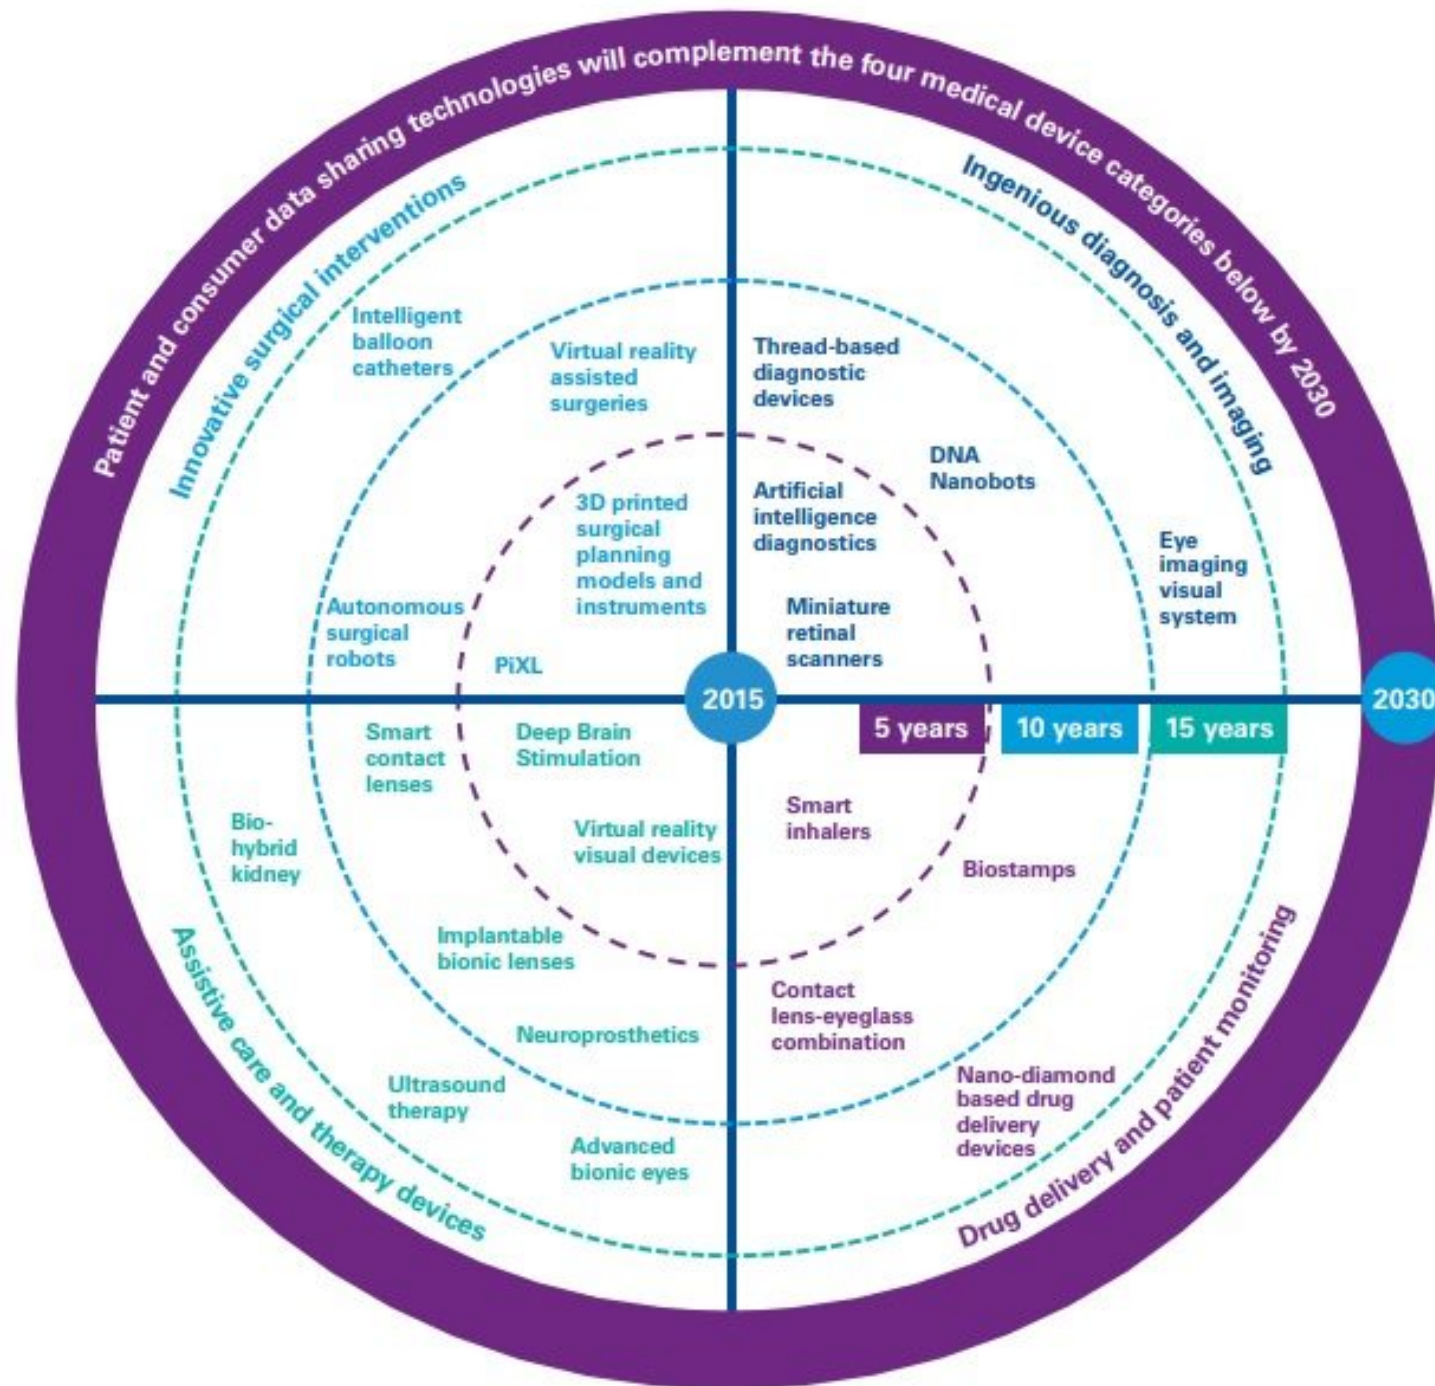 Patient and consumer data sharing technologies will complement the four medical device categories below by 2030
Innovative surgical interventions
Intelligent
balloon
catheters
Virtual reality
assisted
surgeries
3D printed
surgical
planning
models and
instruments
Autonomous
surgical
robots
PiXL
Ingenious diagnosis and imaging
Thread-based
diagnostic
devices
DNA
Nanobots
Artificial
intelligence
diagnostics
Eye
imaging
visual
system
Miniature
retinal
scanners
2015
2030
5 years
10 years
15 years
Smart
contact
lenses
Deep Brain
Stimulation
Bio-
hybrid
kidney
Virtual reality
visual devices
Implantable
bionic lenses
Neuroprosthetics
Ultrasound
therapy
Advanced
bionic eyes
Assistive care and therapy devices
Smart
inhalers
Biostamps
Contact
lens-eyeglass
combination
Nano-diamond
based drug
delivery
devices
Drug delivery and patient monitoring